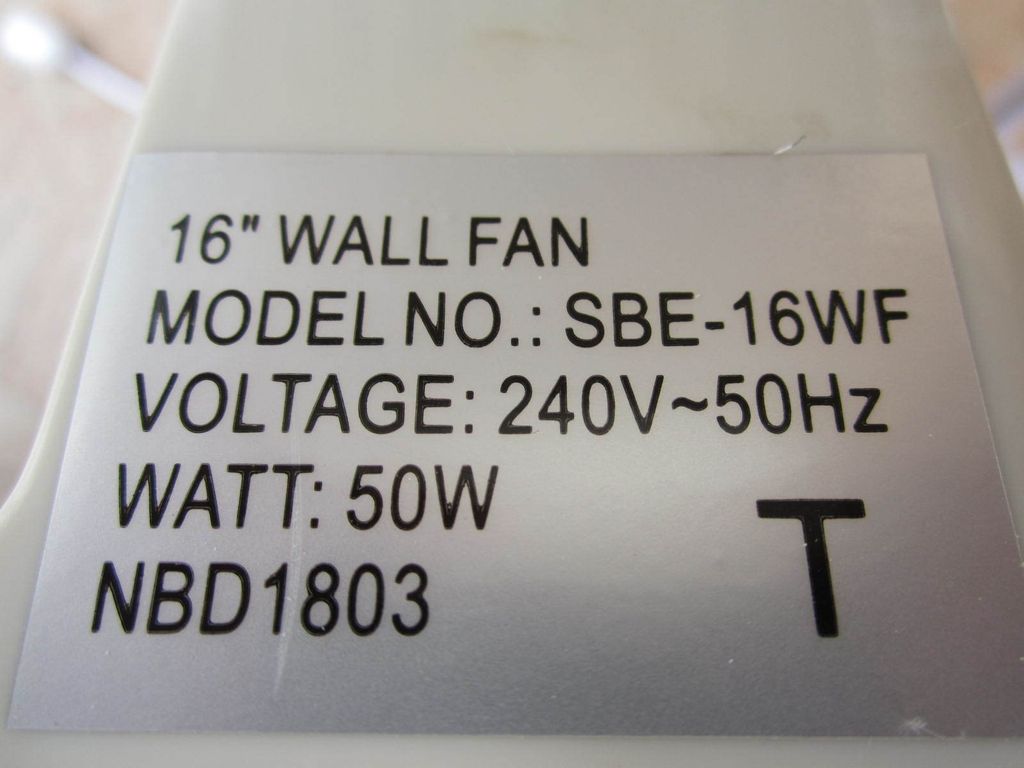 16" WALL FAN
MODEL NO.: SBE-16WF
VOLTAGE: 240V~50Hz
WATT: 50W
NBD1803
T